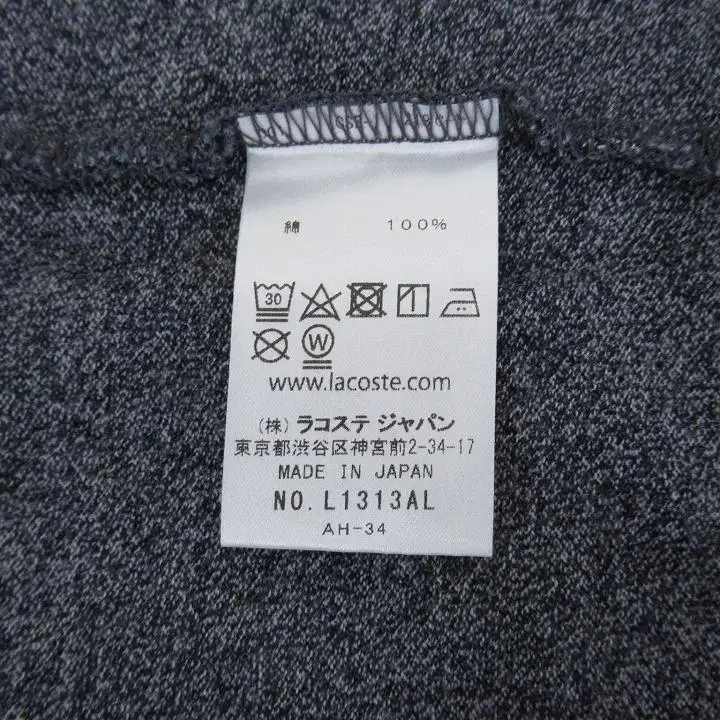 綿 100%
30
W
www.lacoste.com
(株) ラコステ ジャパン
東京都渋谷区神宮前2-34-17
MADE IN JAPAN
NO. L1313AL
AH-34